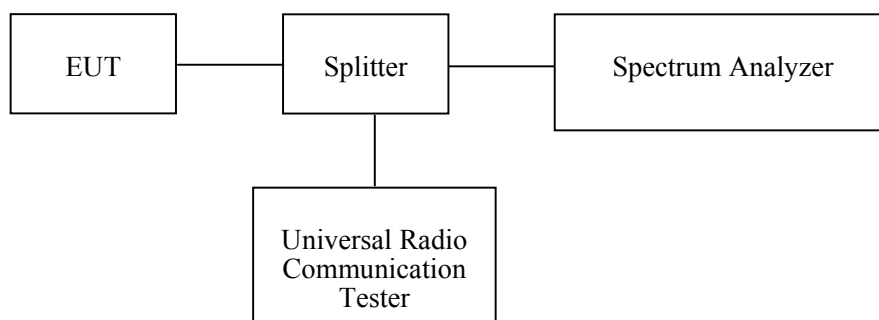 EUT
Splitter
Spectrum Analyzer
Universal Radio
Communication
Tester